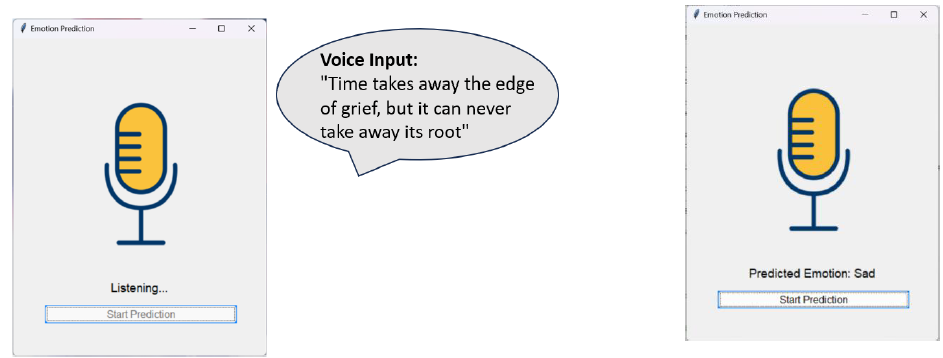 Emotion Prediction
Listening...
Start Prediction
Voice Input:
"Time takes away the edge
of grief, but it can never
take away its root"
Emotion Prediction
Predicted Emotion: Sad
Start Prediction